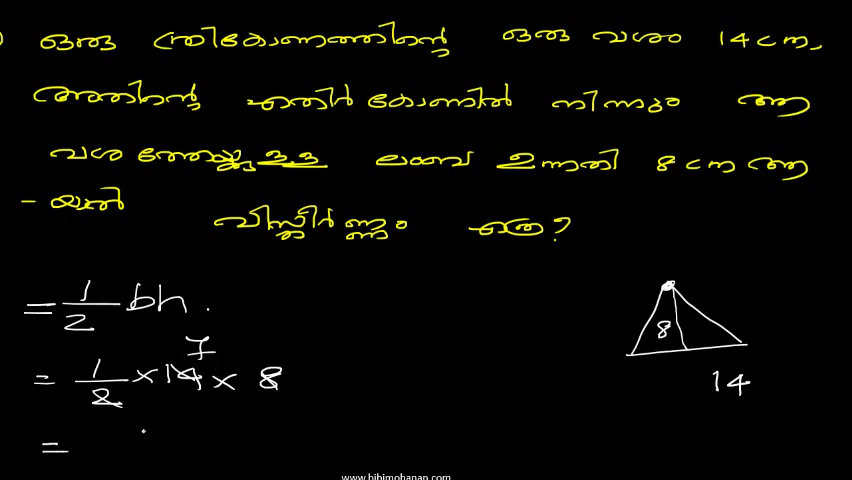 ഒരു ത്രികോണത്തിന്റെ ഒരു വശം 14cm,
അതിന്റെ എതിർ കോണിൽ നിന്നും ആ
വശത്തേയ്ക്കുള്ള ലംബ ഉന്നതി 8cm ആ
- യാൽ വിസ്തീർണ്ണം എത്ര?
= 1/2 bh.
7
= 1/2 × 14 × 8
=
8
14
www.bibimohanan.com